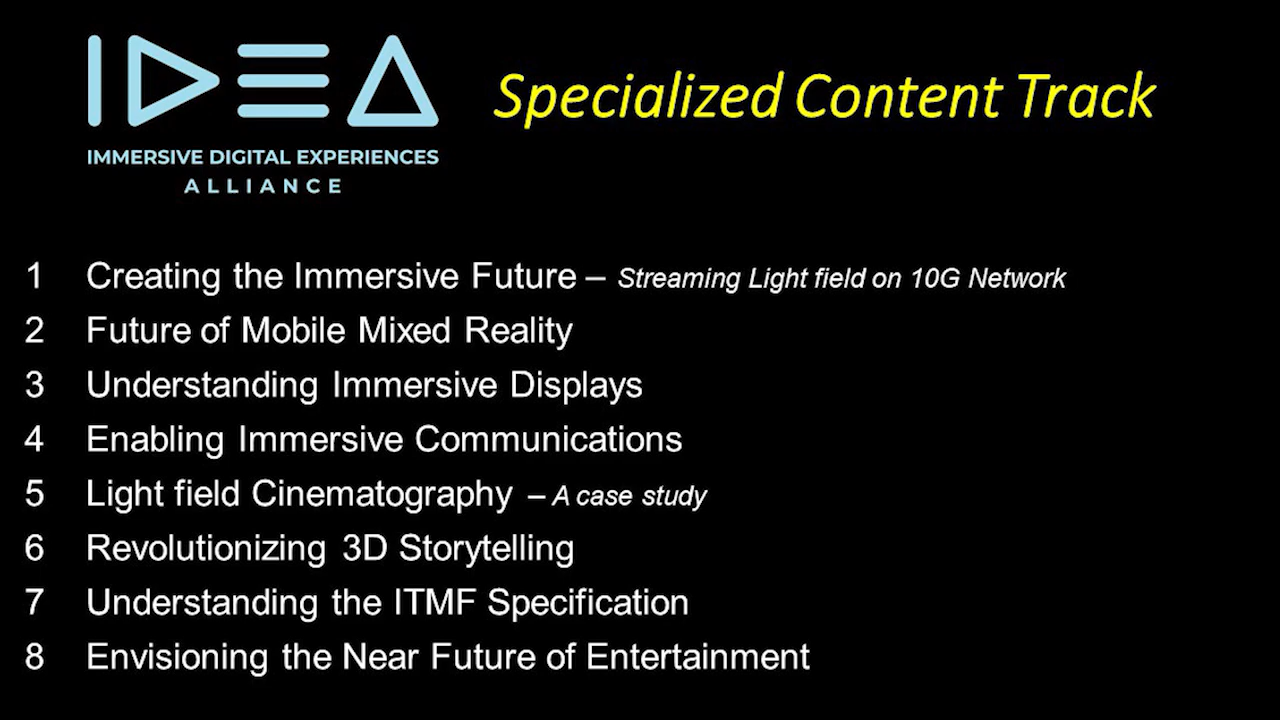 IDEA
Specialized Content Track
IMMERSIVE DIGITAL EXPERIENCES
ALLIANCE
1 Creating the Immersive Future – Streaming Light field on 10G Network
2 Future of Mobile Mixed Reality
3 Understanding Immersive Displays
4 Enabling Immersive Communications
5 Light field Cinematography – A case study
6 Revolutionizing 3D Storytelling
7 Understanding the ITMF Specification
8 Envisioning the Near Future of Entertainment